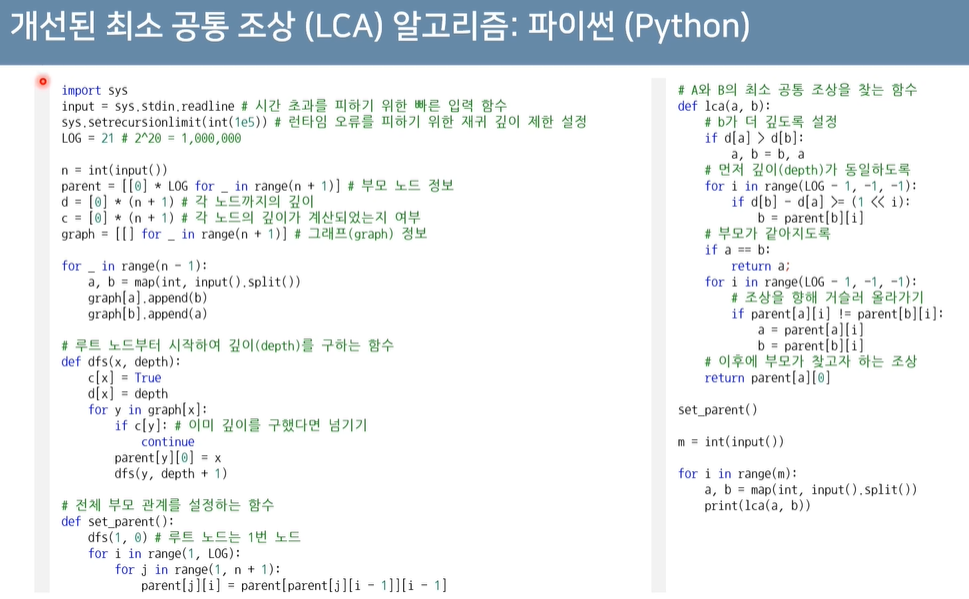 개선된 최소 공통 조상 (LCA) 알고리즘: 파이썬 (Python)
import sys
input = sys.stdin.readline # 시간 초과를 피하기 위한 빠른 입력 함수
sys.setrecursionlimit(int(1e5)) # 런타임 오류를 피하기 위한 재귀 깊이 제한 설정
LOG = 21 # 2^20 = 1,000,000

n = int(input())
parent = [[0] * LOG for _ in range(n + 1)] # 부모 노드 정보
d = [0] * (n + 1) # 각 노드까지의 깊이
c = [0] * (n + 1) # 각 노드의 깊이가 계산되었는지 여부
graph = [[] for _ in range(n + 1)] # 그래프(graph) 정보

for _ in range(n - 1):
    a, b = map(int, input().split())
    graph[a].append(b)
    graph[b].append(a)

# 루트 노드부터 시작하여 깊이(depth)를 구하는 함수
def dfs(x, depth):
    c[x] = True
    d[x] = depth
    for y in graph[x]:
        if c[y]: # 이미 깊이를 구했다면 넘기기
            continue
        parent[y][0] = x
        dfs(y, depth + 1)

# 전체 부모 관계를 설정하는 함수
def set_parent():
    dfs(1, 0) # 루트 노드는 1번 노드
    for i in range(1, LOG):
        for j in range(1, n + 1):
            parent[j][i] = parent[parent[j][i - 1]][i - 1]

# A와 B의 최소 공통 조상을 찾는 함수
def lca(a, b):
    # b가 더 깊도록 설정
    if d[a] > d[b]:
        a, b = b, a
    # 먼저 깊이(depth)가 동일하도록
    for i in range(LOG - 1, -1, -1):
        if d[b] - d[a] >= (1 << i):
            b = parent[b][i]
    # 부모가 같아지도록
    if a == b:
        return a;
    for i in range(LOG - 1, -1, -1):
        # 조상을 향해 거슬러 올라가기
        if parent[a][i] != parent[b][i]:
            a = parent[a][i]
            b = parent[b][i]
    # 이후에 부모가 찾고자 하는 조상
    return parent[a][0]

set_parent()

m = int(input())

for i in range(m):
    a, b = map(int, input().split())
    print(lca(a, b))